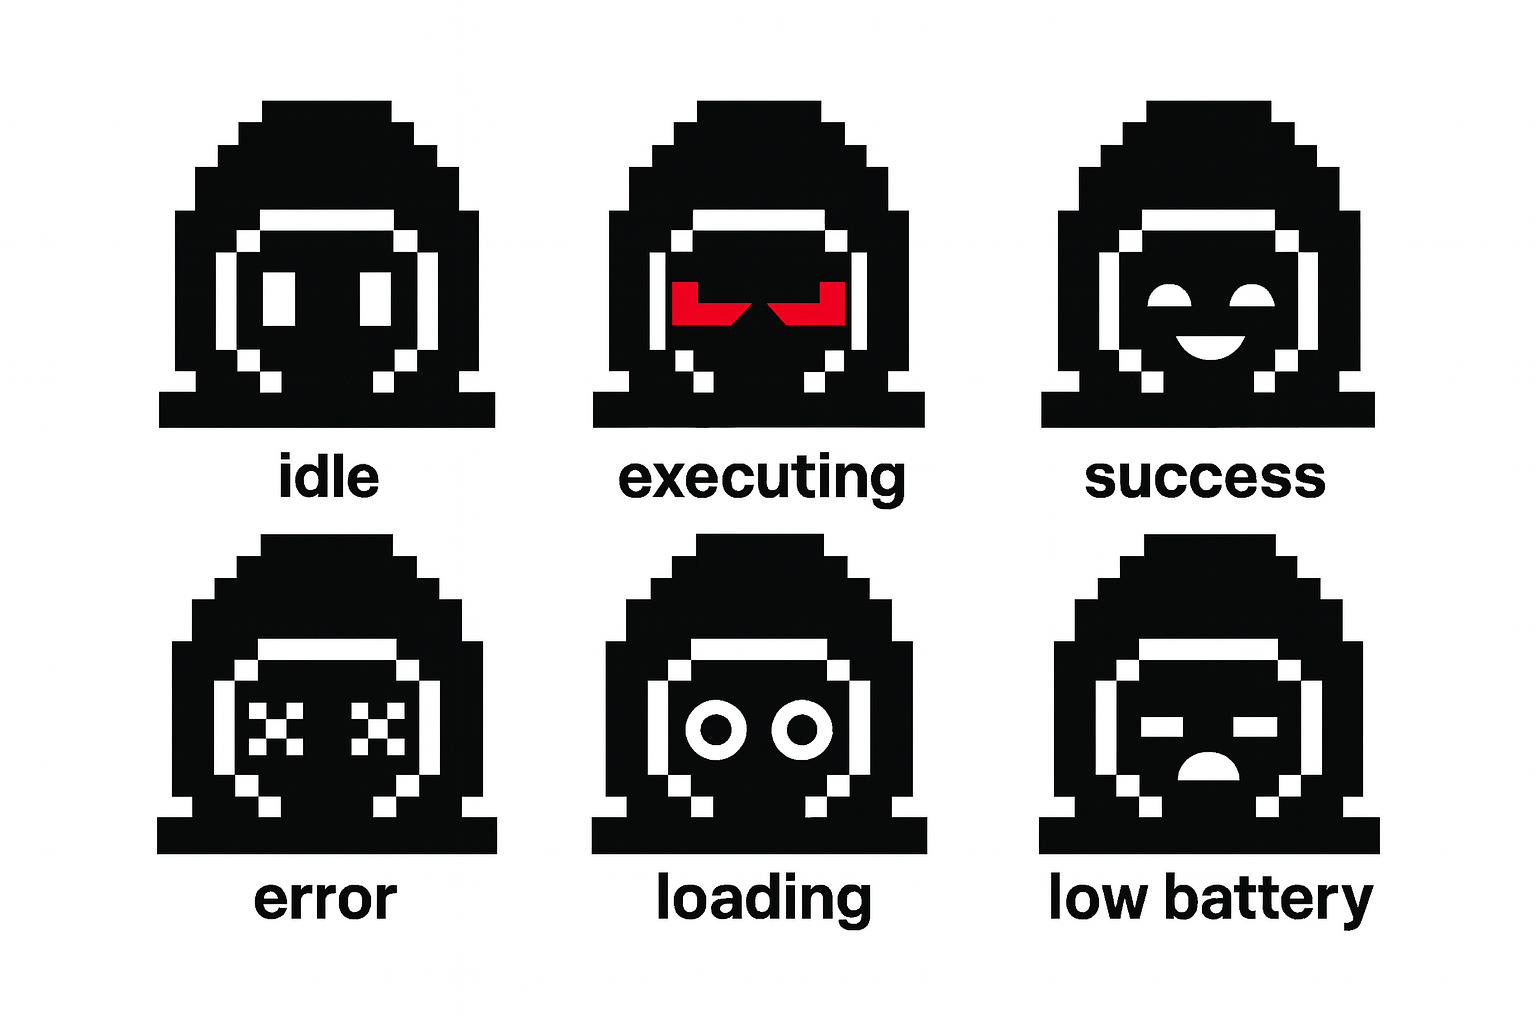 idle
executing
success
error
loading
low battery